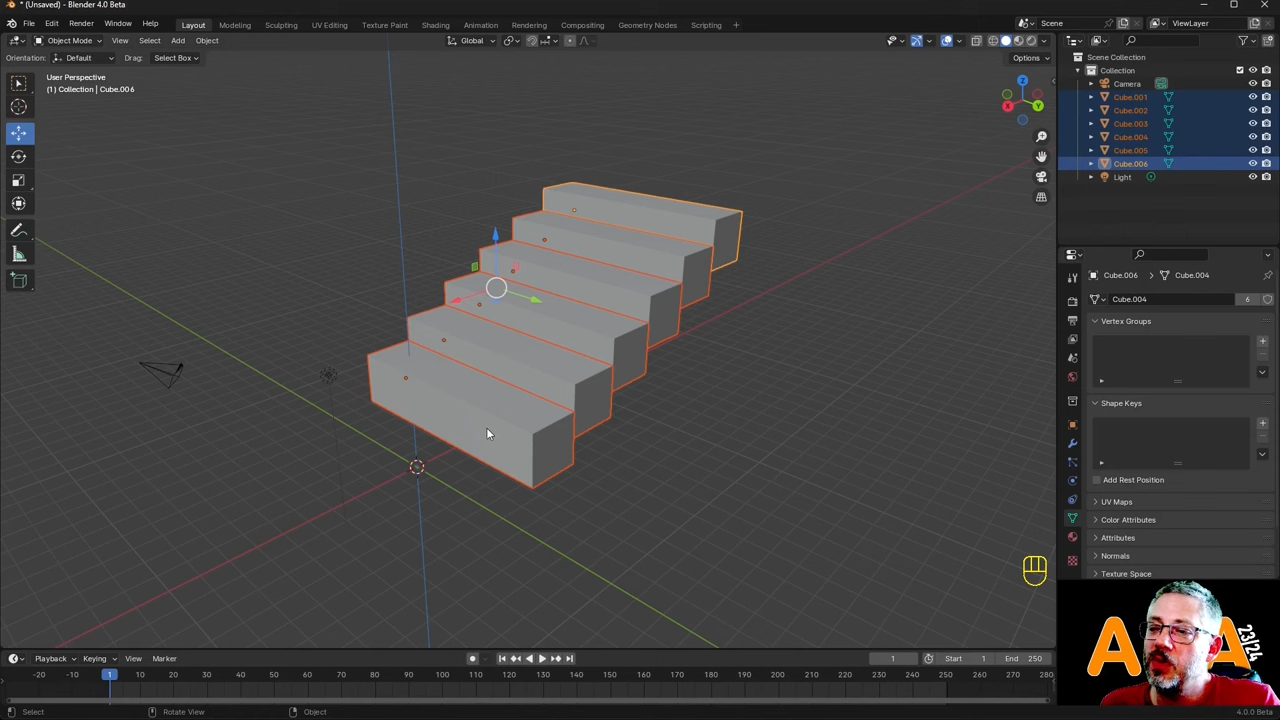 * (Unsaved) - Blender 4.0 Beta
File Edit Render Window Help Layout Modeling Sculpting UV Editing Texture Paint Shading Animation Rendering Compositing Geometry Nodes Scripting + Scene ViewLayer
Object Mode View Select Add Object Global
Orientation: Default Drag: Select Box Options
User Perspective
(1) Collection | Cube.006
Z
X
Y
Scene Collection
Collection
Camera
Cube.001
Cube.002
Cube.003
Cube.004
Cube.005
Cube.006
Light
Cube.006 > Cube.004
Cube.004 6
Vertex Groups
Shape Keys
Add Rest Position
UV Maps
Color Attributes
Attributes
Normals
Texture Space
A A
23/24
Playback Keying View Marker 1 Start 1 End 250
-20 -10 1 10 20 30 40 50 60 70 80 90 100 110 120 130 140 150 160 170 180 190 200 210 220 230 240 250 260 270 280
Select Rotate View Object 4.0.0 Beta